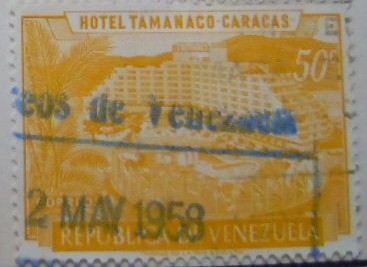 HOTEL TAMANACO-CARACAS
50c
eos de Venezuela
2 MAY 1958
REPUBLICA DE VENEZUELA